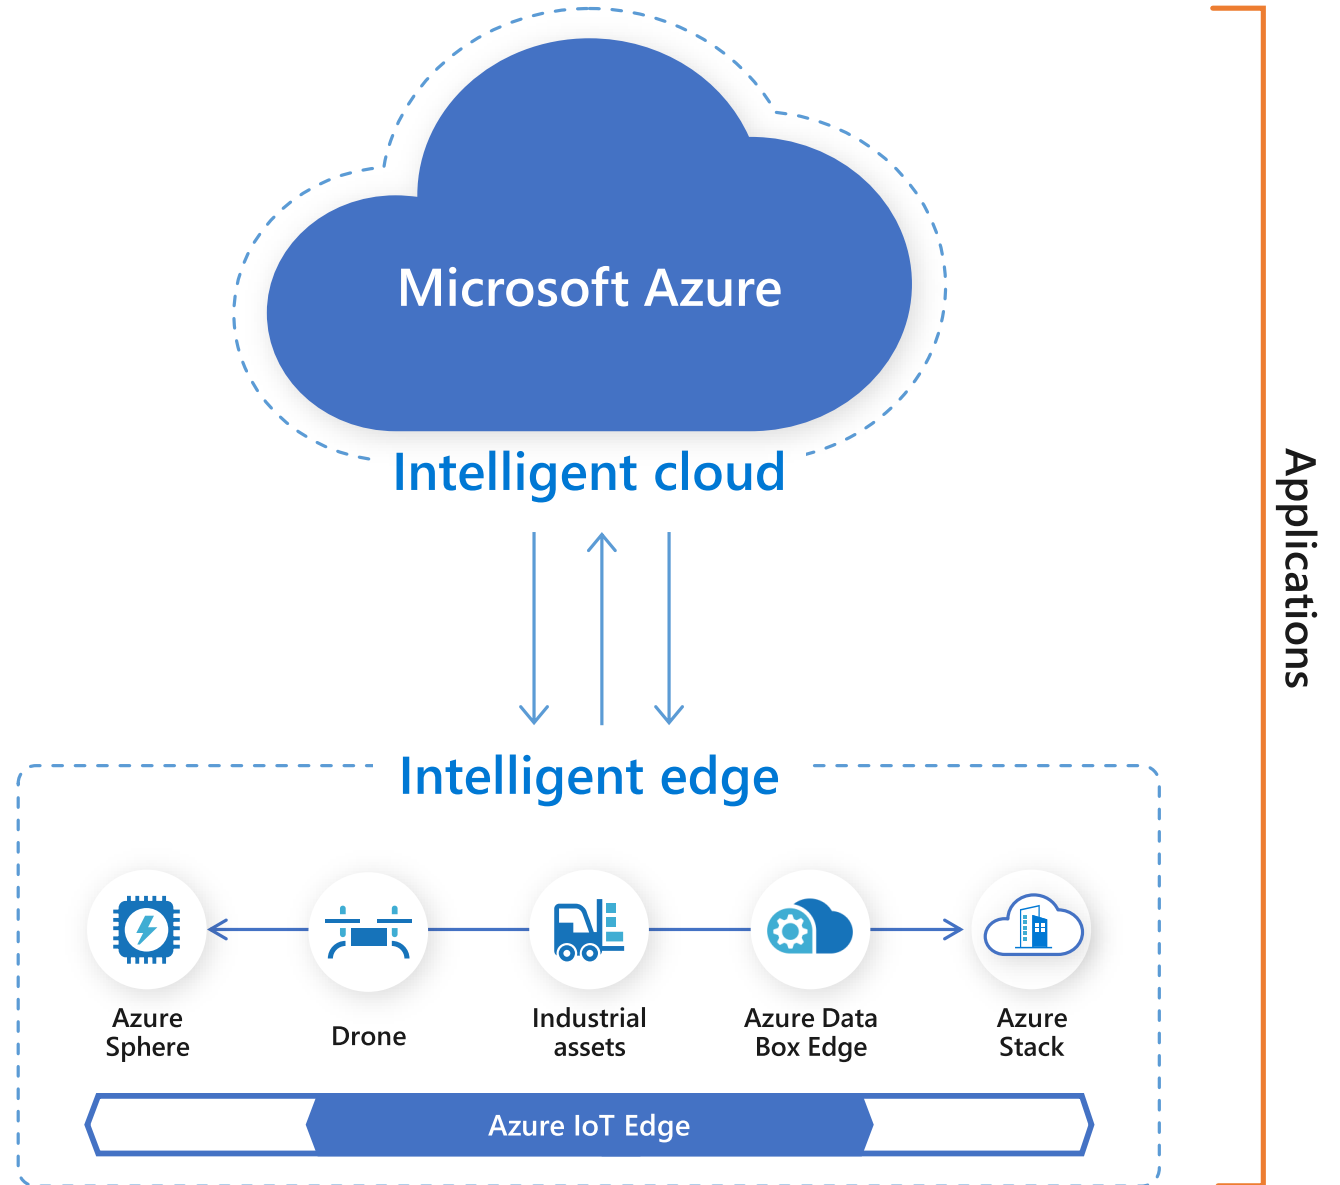 Microsoft Azure
Intelligent cloud
Applications
Intelligent edge
Azure
Sphere
Drone
Industrial
assets
Azure Data
Box Edge
Azure
Stack
Azure IoT Edge